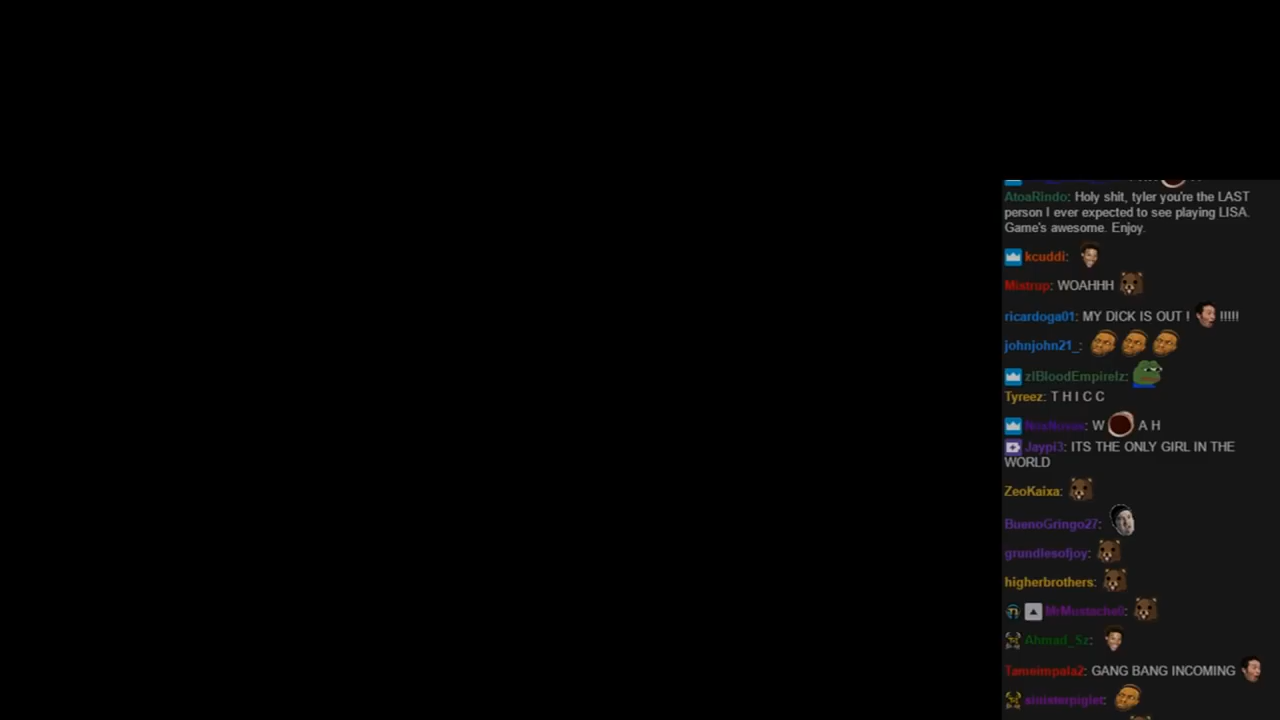 AtoaRindo: Holy shit, tyler you're the LAST
person I ever expected to see playing LISA.
Game's awesome. Enjoy.
kcuddi:
Mistrup: WOAHHH
ricardoga01: MY DICK IS OUT ! !!!!!
johnjohn21_:
zIBloodEmpireIz:
Tyreez: T H I C C
W A H
Jaypi3: ITS THE ONLY GIRL IN THE
WORLD
ZeoKaixa:
BuenoGringo27:
grundlesofjoy:
higherbrothers:
MrMustache6:
Ahmad_Sz:
Tameimpala2: GANG BANG INCOMING
sinisterpiglet: